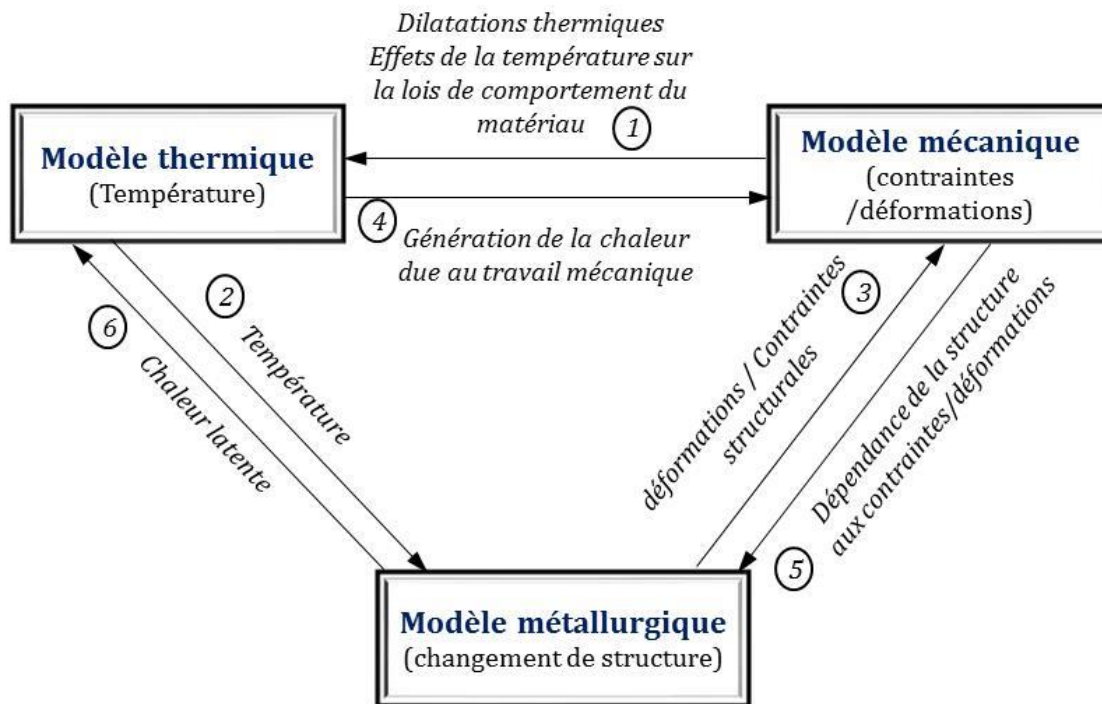 Dilatations thermiques
Effets de la température sur
la lois de comportement du
matériau 1
Modèle thermique
(Température)
Modèle mécanique
(contraintes
/déformations)
4
Génération de la chaleur
due au travail mécanique
2
Température
6
Chaleur latente
3
déformations / Contraintes
structurales
Dépendance de la structure
aux contraintes/déformations
5
Modèle métallurgique
(changement de structure)